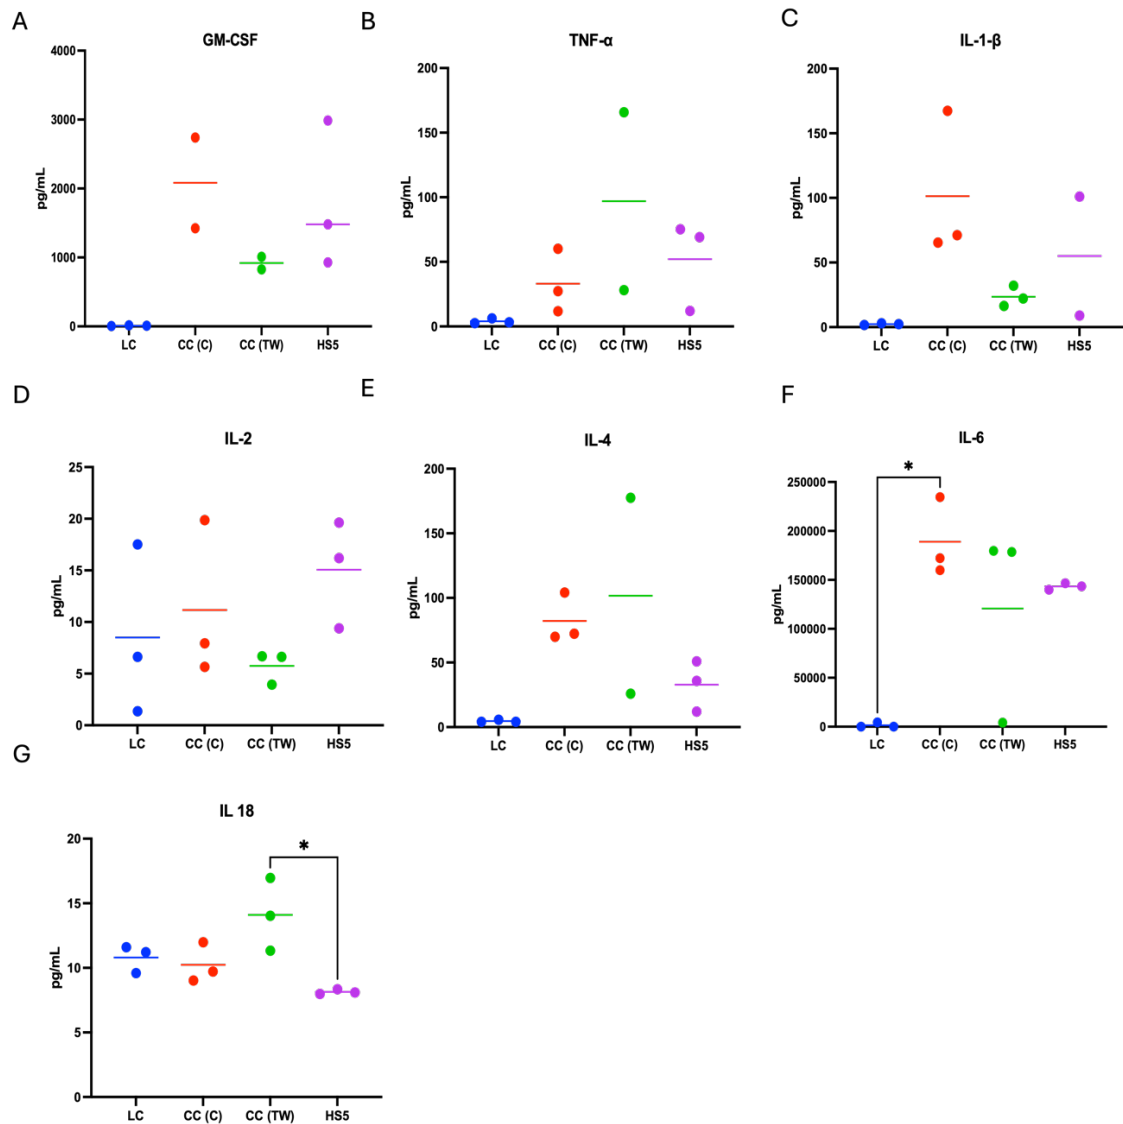 A
GM-CSF
pg/mL
4000
3000
2000
1000
0
LC CC (C) CC (TW) HS5
B
TNF-α
pg/mL
200
150
100
50
0
LC CC (C) CC (TW) HS5
C
IL-1-β
pg/mL
200
150
100
50
0
LC CC (C) CC (TW) HS5
D
IL-2
pg/mL
25
20
15
10
5
0
LC CC (C) CC (TW) HS5
E
IL-4
pg/mL
200
150
100
50
0
LC CC (C) CC (TW) HS5
F
IL-6
pg/mL
250000
200000
150000
100000
50000
0
*
LC CC (C) CC (TW) HS5
G
IL 18
pg/mL
20
15
10
5
0
*
LC CC (C) CC (TW) HS5